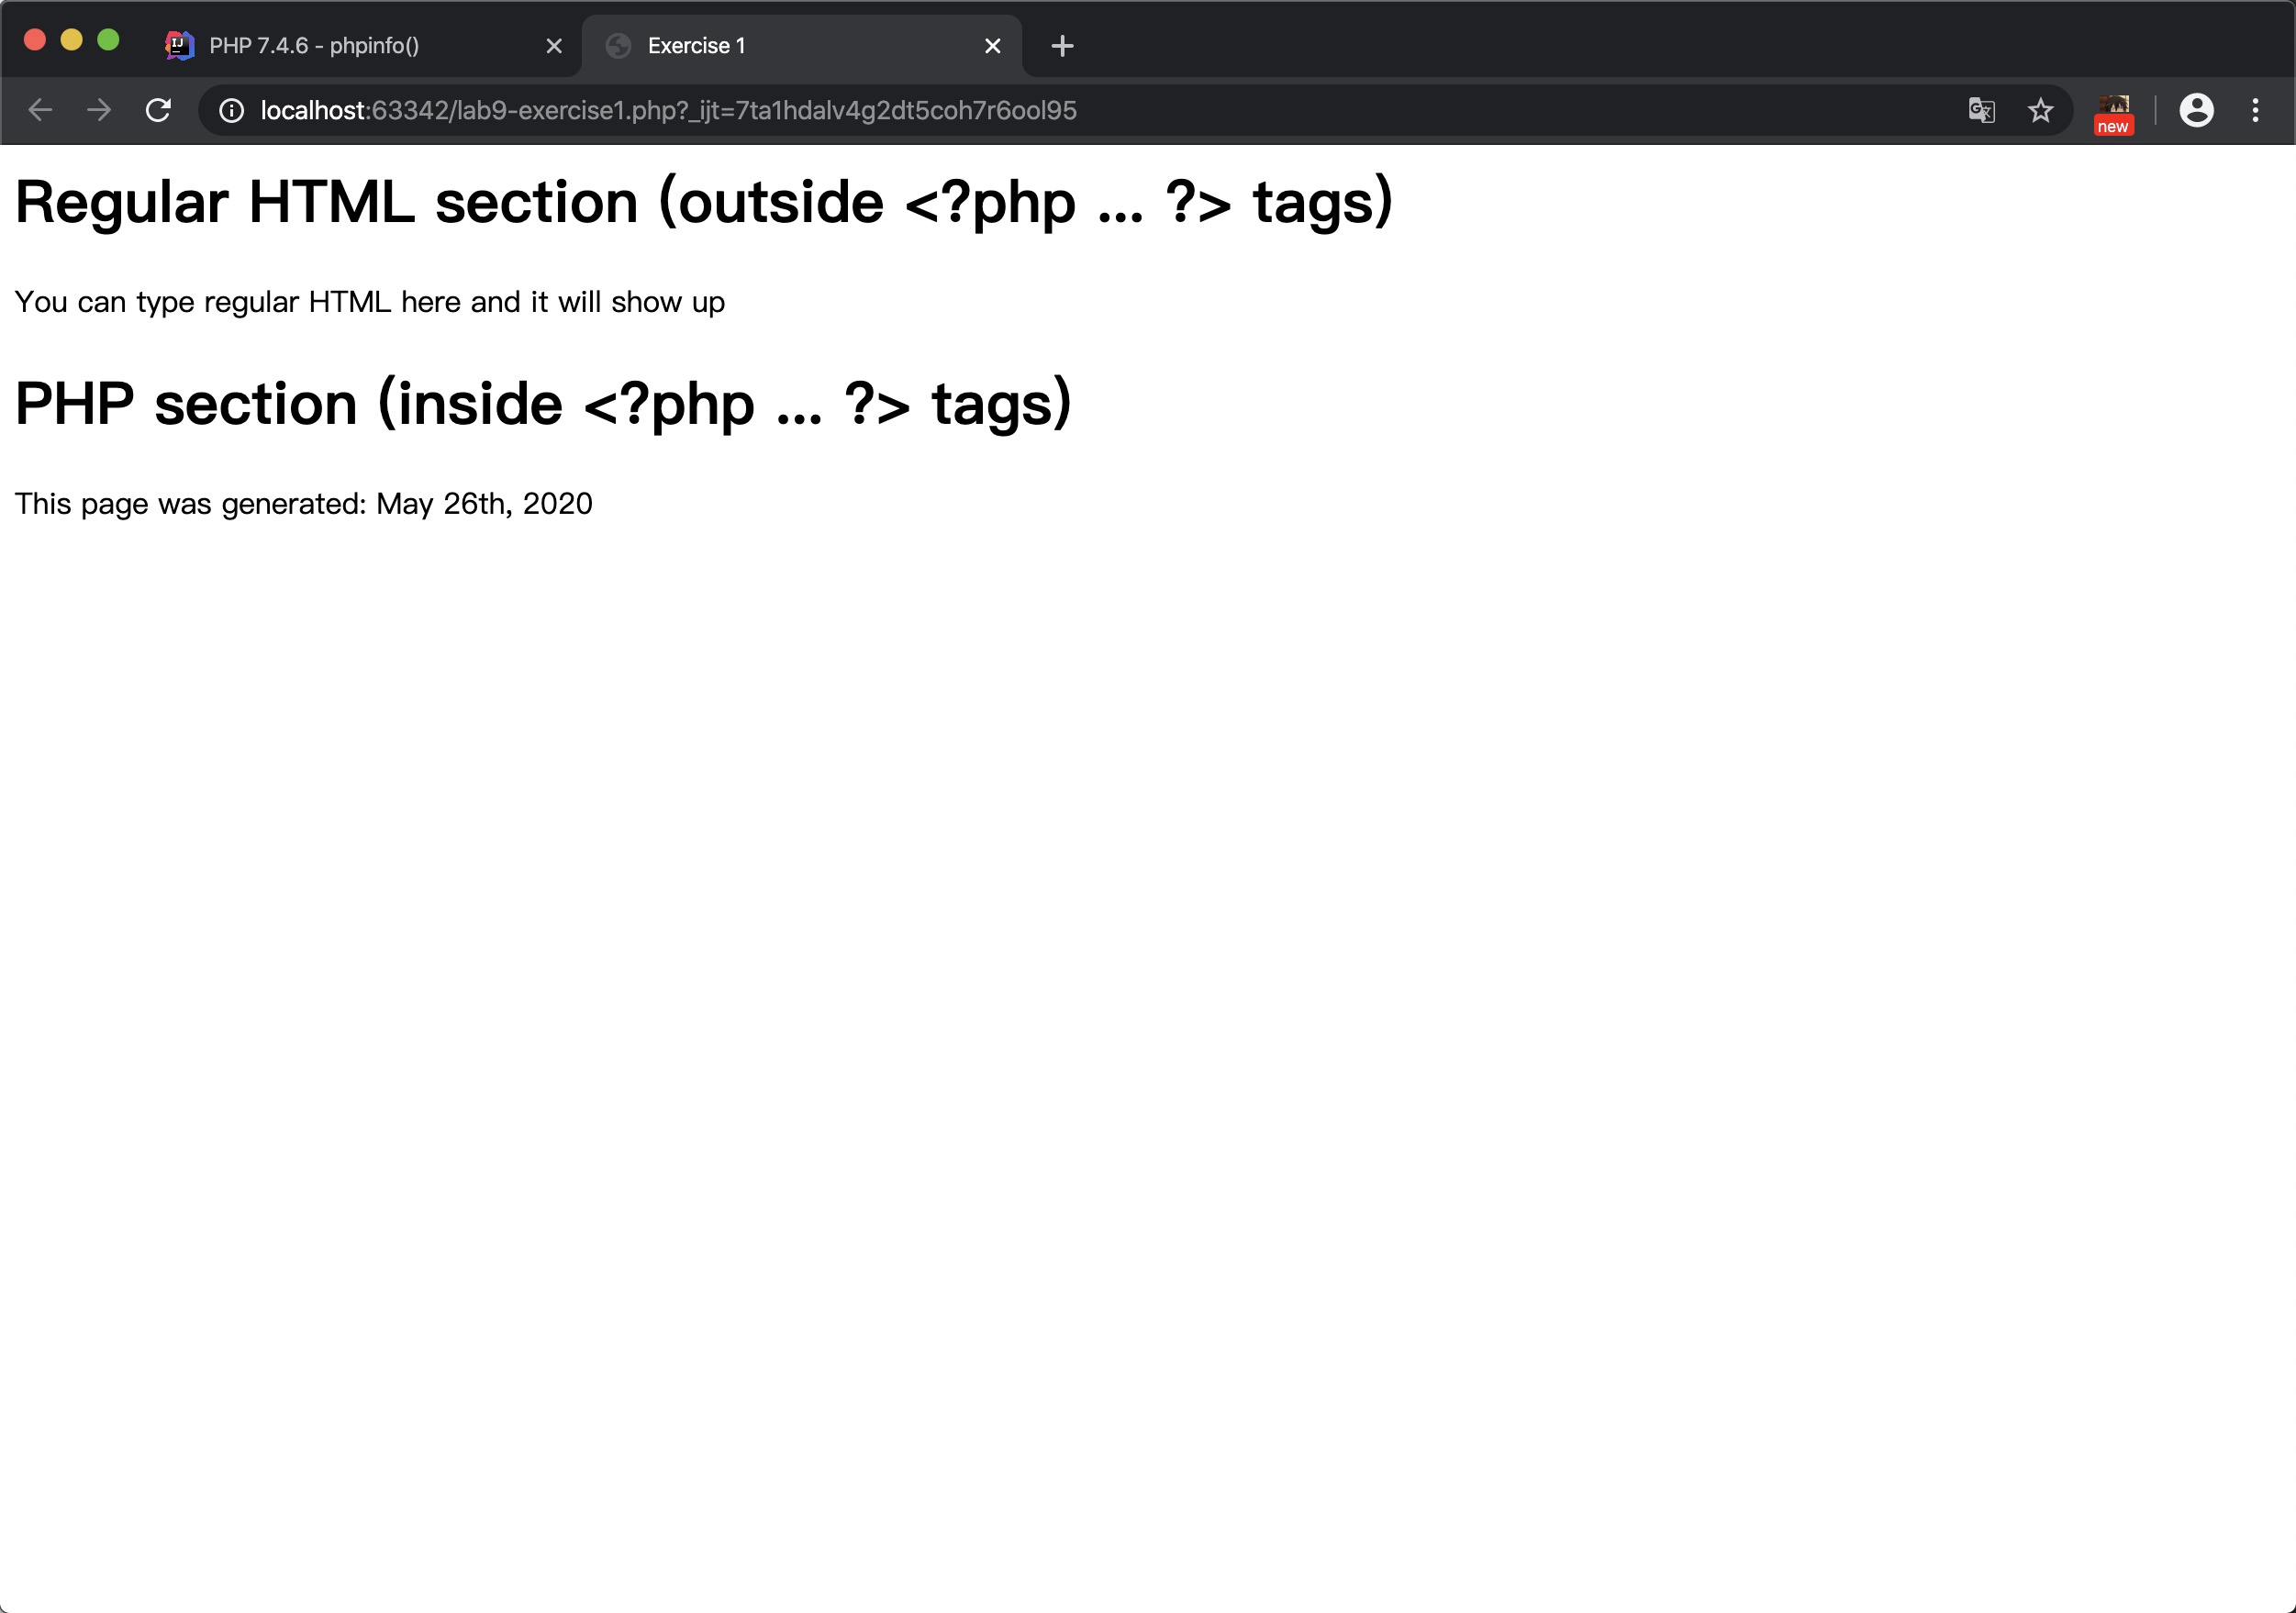 PHP 7.4.6 - phpinfo()
Exercise 1
localhost:63342/lab9-exercise1.php?_ijt=7ta1hdalv4g2dt5coh7r6ool95
new
Regular HTML section (outside <?php ... ?> tags)
You can type regular HTML here and it will show up
PHP section (inside <?php ... ?> tags)
This page was generated: May 26th, 2020